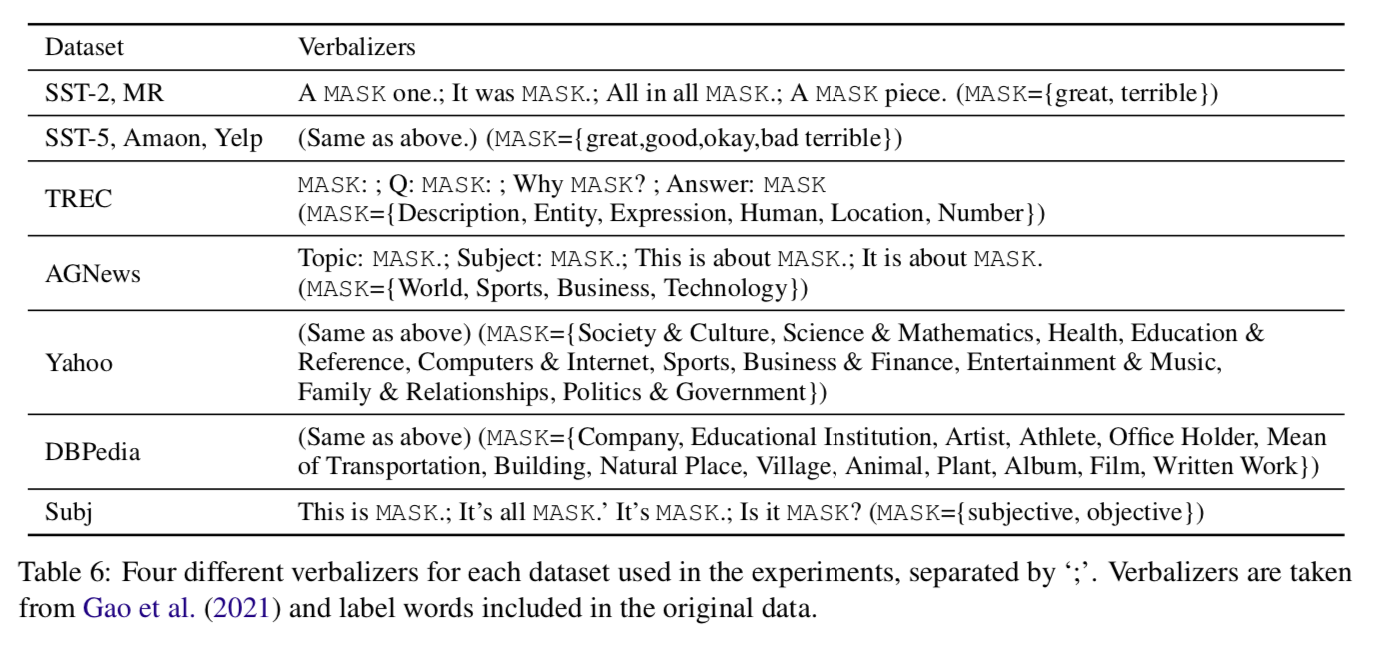 Dataset Verbalizers
SST-2, MR A MASK one.; It was MASK.; All in all MASK.; A MASK piece. (MASK={great, terrible})
SST-5, Amaon, Yelp (Same as above.) (MASK={great,good,okay,bad terrible})
TREC MASK: ; Q: MASK: ; Why MASK? ; Answer: MASK
(MASK={Description, Entity, Expression, Human, Location, Number})
AGNews Topic: MASK.; Subject: MASK.; This is about MASK.; It is about MASK.
(MASK={World, Sports, Business, Technology})
Yahoo (Same as above) (MASK={Society & Culture, Science & Mathematics, Health, Education &
Reference, Computers & Internet, Sports, Business & Finance, Entertainment & Music,
Family & Relationships, Politics & Government})
DBPedia (Same as above) (MASK={Company, Educational Institution, Artist, Athlete, Office Holder, Mean
of Transportation, Building, Natural Place, Village, Animal, Plant, Album, Film, Written Work})
Subj This is MASK.; It's all MASK.' It's MASK.; Is it MASK? (MASK={subjective, objective})
Table 6: Four different verbalizers for each dataset used in the experiments, separated by ‘;’. Verbalizers are taken
from Gao et al. (2021) and label words included in the original data.